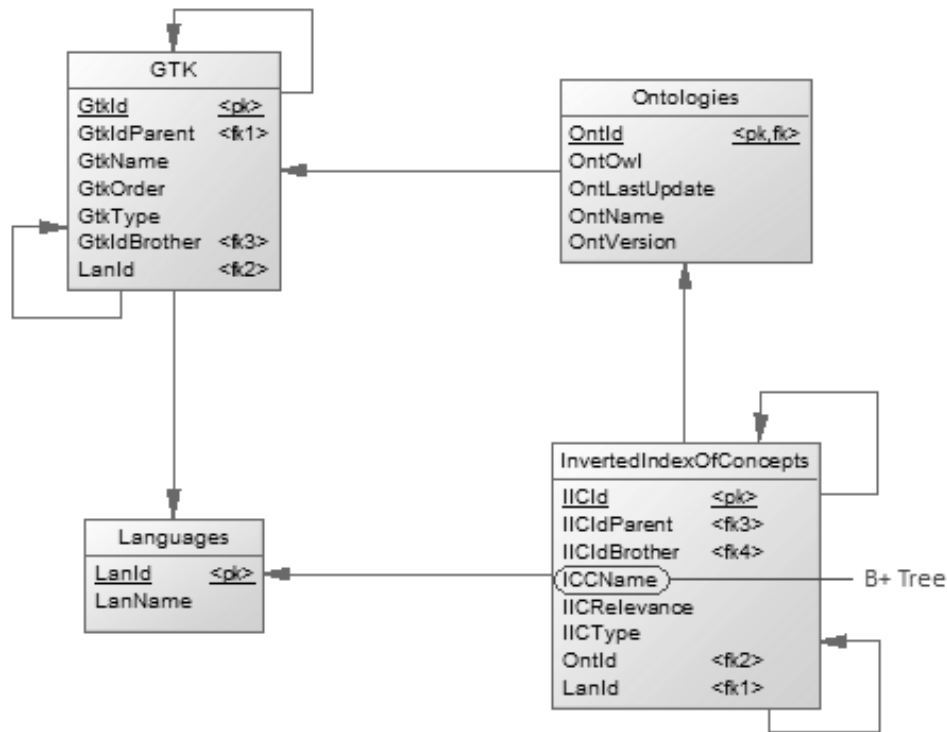 GTK
GtkId <pk>
GtkIdParent <fk1>
GtkName
GtkOrder
GtkType
GtkIdBrother <fk3>
LanId <fk2>
Ontologies
OntId <pk,fk>
OntOwl
OntLastUpdate
OntName
OntVersion
Languages
LanId <pk>
LanName
InvertedIndexOfConcepts
IICId <pk>
IICIdParent <fk3>
IICIdBrother <fk4>
ICCName
IICRelevance
IICType
OntId <fk2>
LanId <fk1>
B+ Tree